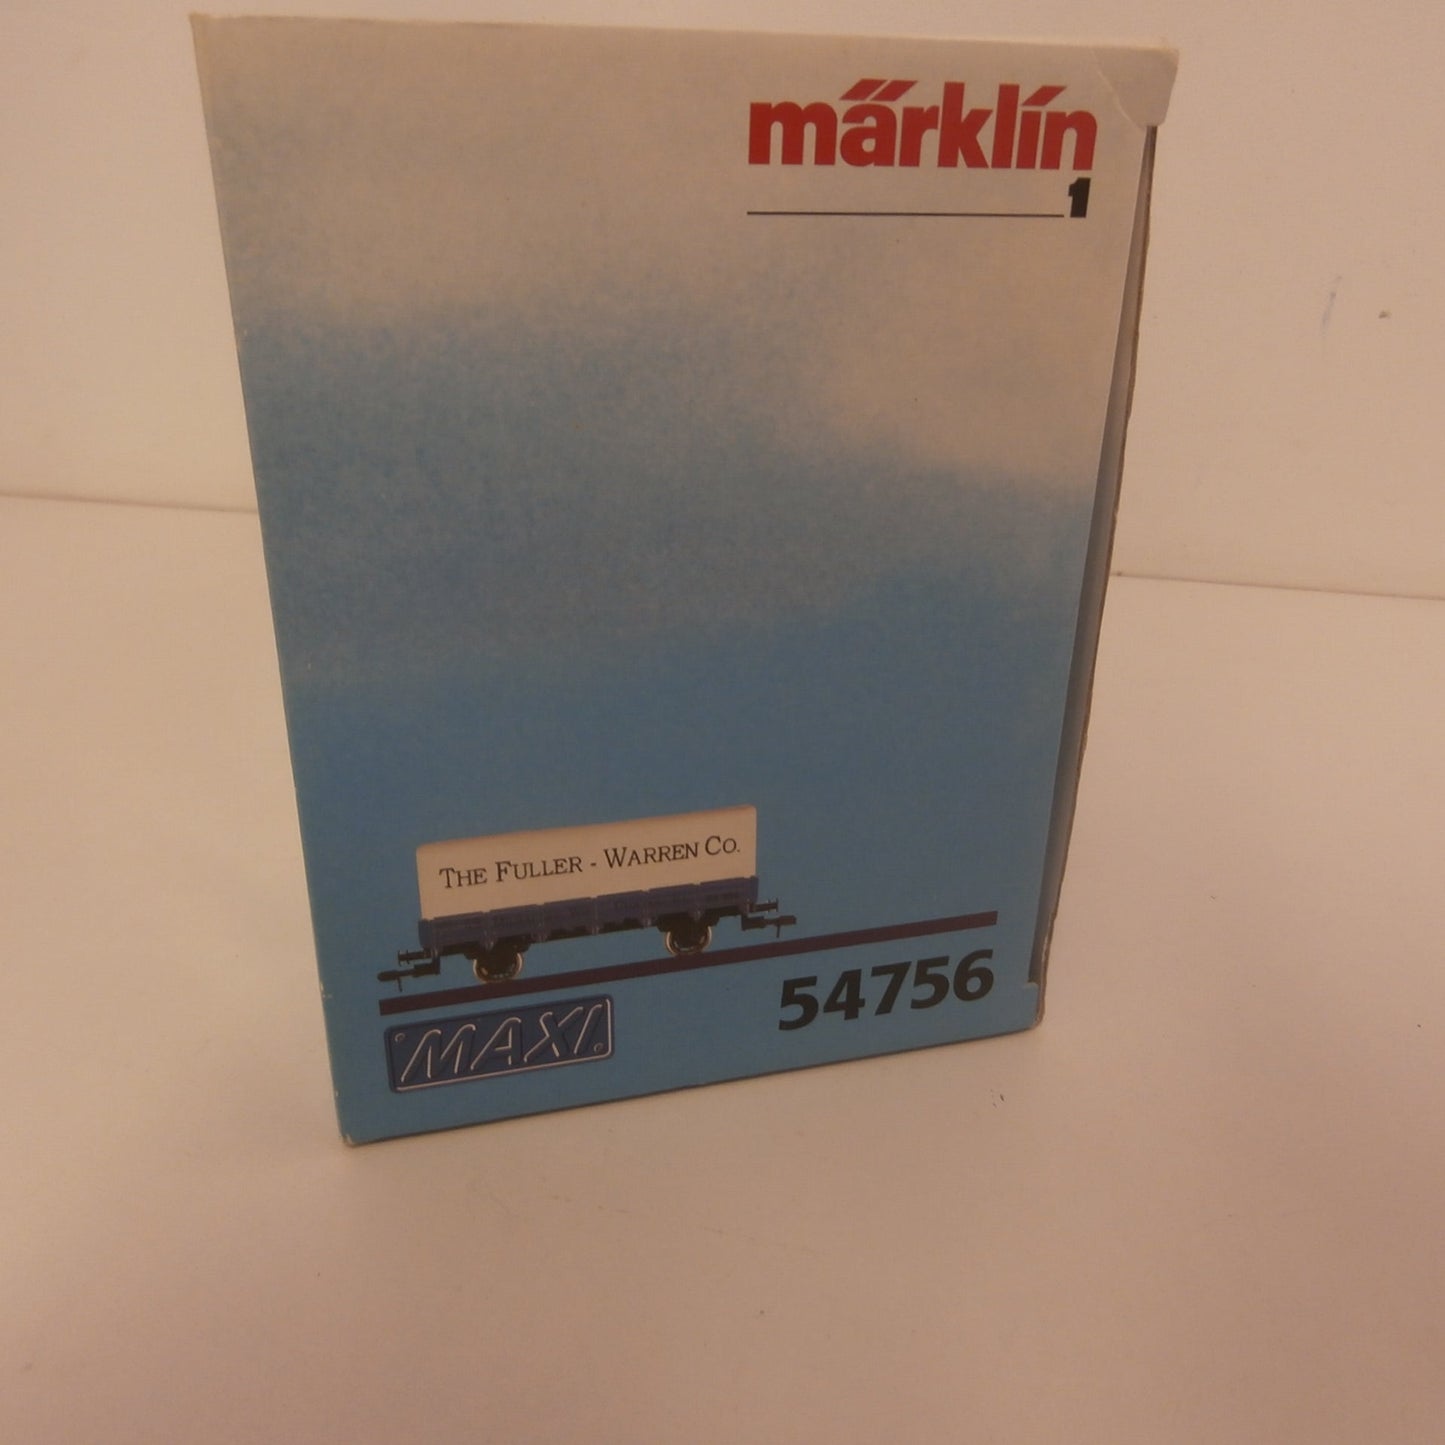 märklin
1
THE FULLER - WARREN CO.
54756
MAXI